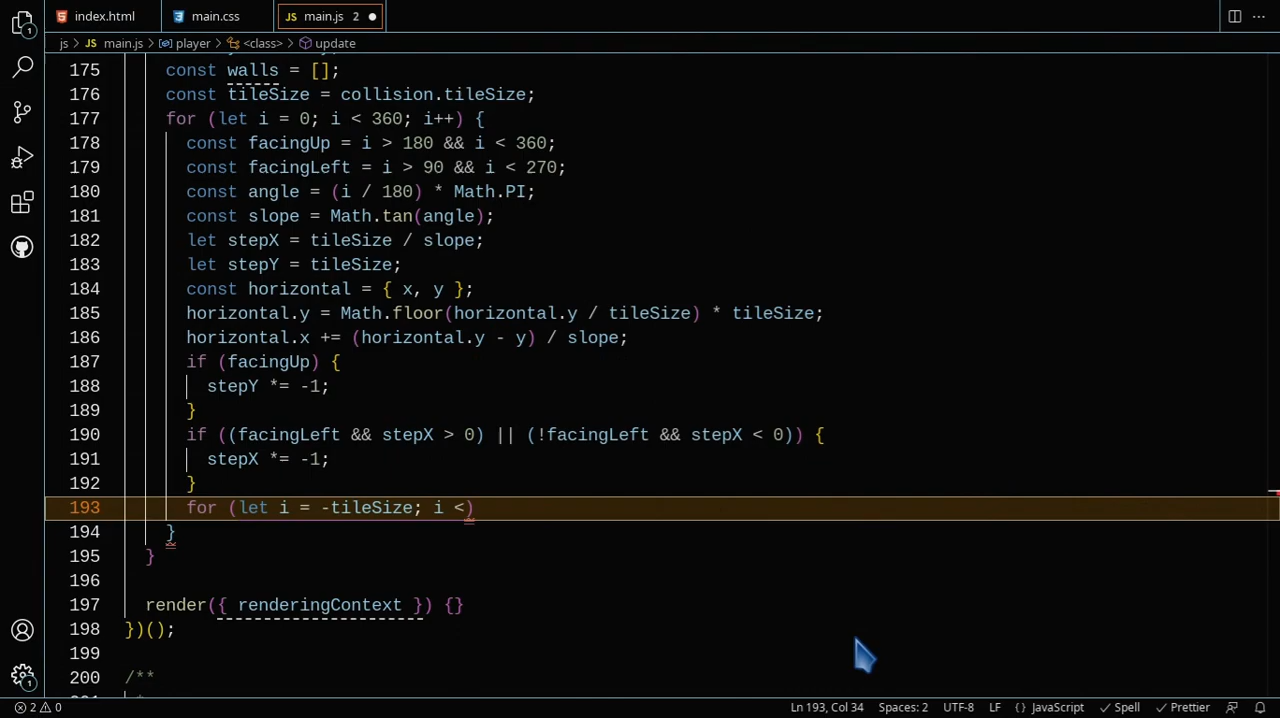 index.html main.css JS main.js 2
js > JS main.js > player > <class> > update
175 const walls = [];
176 const tileSize = collision.tileSize;
177 for (let i = 0; i < 360; i++) {
178 const facingUp = i > 180 && i < 360;
179 const facingLeft = i > 90 && i < 270;
180 const angle = (i / 180) * Math.PI;
181 const slope = Math.tan(angle);
182 let stepX = tileSize / slope;
183 let stepY = tileSize;
184 const horizontal = { x, y };
185 horizontal.y = Math.floor(horizontal.y / tileSize) * tileSize;
186 horizontal.x += (horizontal.y - y) / slope;
187 if (facingUp) {
188 stepY *= -1;
189 }
190 if ((facingLeft && stepX > 0) || (!facingLeft && stepX < 0)) {
191 stepX *= -1;
192 }
193 for (let i = -tileSize; i <)
194 }
195 }
196
197 render({ renderingContext }) {}
198 })();
199
200 /**
1
1
2 0 Ln 193, Col 34 Spaces: 2 UTF-8 LF {} JavaScript Spell Prettier